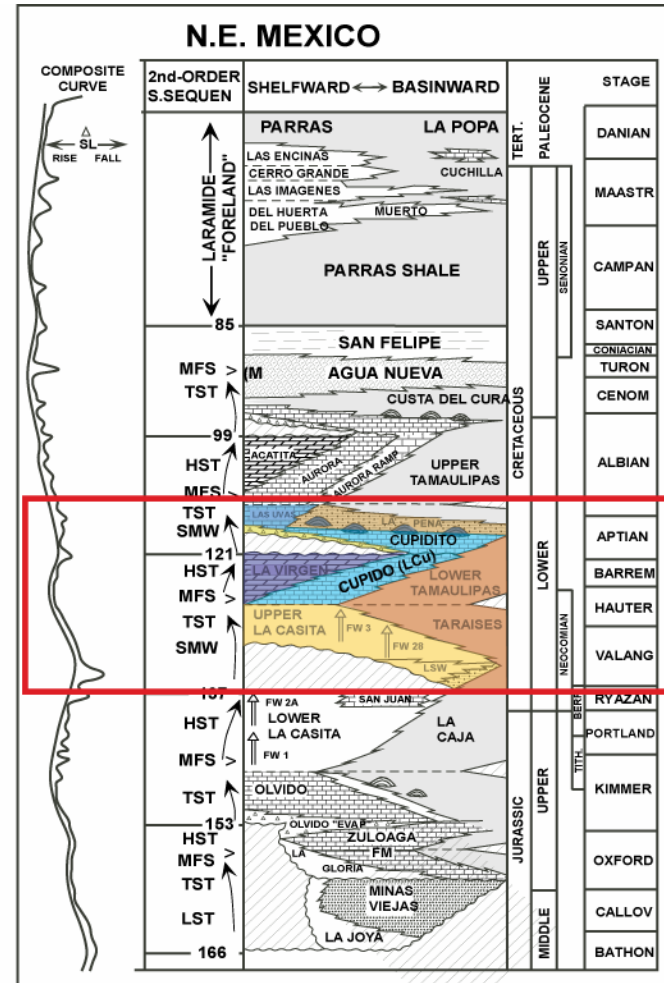 N.E. MEXICO
COMPOSITE
CURVE
2nd-ORDER
S.SEQUEN
SHELFWARD ↔ BASINWARD
STAGE
Δ
SL
RISE FALL
LARAMIDE
"FORELAND"
PARRAS
LA POPA
LAS ENCINAS
CERRO GRANDE
CUCHILLA
LAS IMAGENES
DEL HUERTA
MUERTO
DEL PUEBLO
PARRAS SHALE
TERT.
PALEOCENE
DANIAN
MAASTR
UPPER
SENONIAN
CAMPAN
SANTON
CONIACIAN
TURON
CENOM
CRETACEOUS
ALBIAN
85
SAN FELIPE
MFS >
(M
AGUA NUEVA
TST
CUSTA DEL CURA
99
HST
ACATITA
AURORA
AURORA RAMP
UPPER
TAMAULIPAS
MFS >
TST
LAS UVAS
LA PENA
SMW
CUPIDITO
121
HST
LA VIRGEN
CUPIDO (LCu)
LOWER
TAMAULIPAS
MFS >
TST
UPPER
LA CASITA
FW 3
FW 28
TARAISES
SMW
LSW
LOWER
NEOCOMIAN
APTIAN
BARREM
HAUTER
VALANG
BERR
RYAZAN
FW 2A
SAN JUAN
HST
LOWER
LA CASITA
LA
CAJA
MFS >
FW 1
TST
OLVIDO
PORTLAND
TITH.
KIMMER
153
OLVIDO "EVAP"
HST
ZULOAGA
MFS >
LA
FM
GLORIA
TST
MINAS
VIEJAS
LST
LA JOYA
166
JURASSIC
UPPER
MIDDLE
OXFORD
CALLOV
BATHON